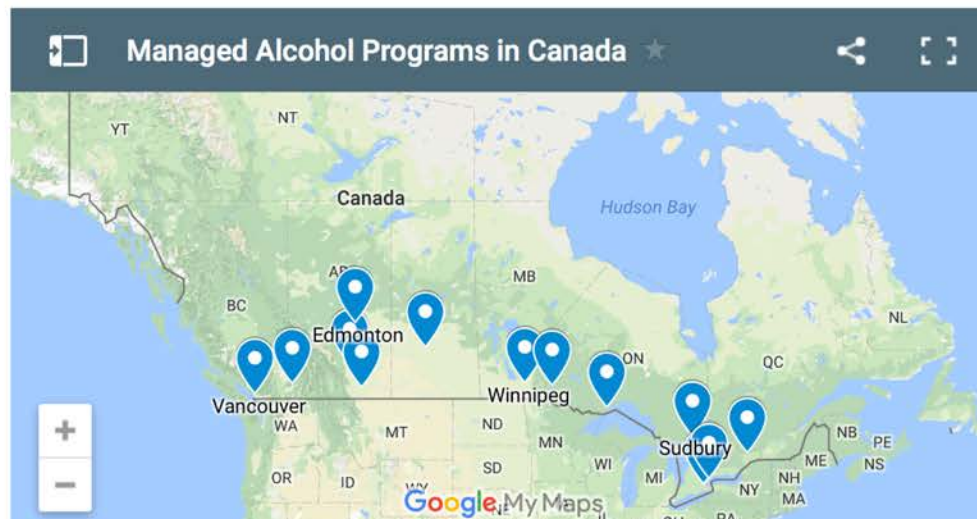 Managed Alcohol Programs in Canada
YT
NT
Canada
Hudson Bay
BC
MB
Edmonton
NL
ON
QC
Vancouver
Winnipeg
Sudbury
WA
MT
ND
MN
NB
PE
ME
NS
OR
ID
SD
WI
MI
NY
NH
MA
Google My Maps